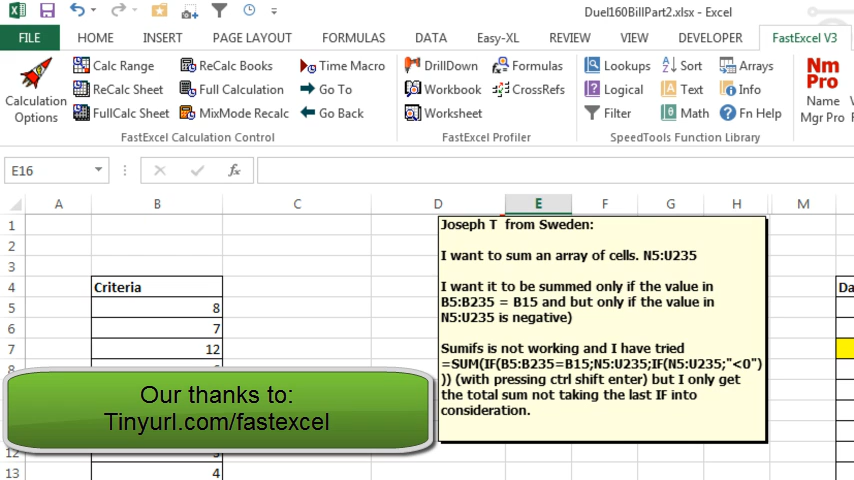 Duel160BillPart2.xlsx - Excel
FILE HOME INSERT PAGE LAYOUT FORMULAS DATA Easy-XL REVIEW VIEW DEVELOPER FastExcel V3
Calculation Options
Calc Range
ReCalc Sheet
FullCalc Sheet
ReCalc Books
Full Calculation
MixMode Recalc
Time Macro
Go To
Go Back
FastExcel Calculation Control
DrillDown
Workbook
Worksheet
Formulas
CrossRefs
FastExcel Profiler
Lookups
Logical
Filter
Sort
Text
Math
Arrays
Info
Fn Help
SpeedTools Function Library
Nm
Pro
Name
Mgr Pro
E16
fx
A B C D E F G H M
1
2
3
4 Criteria Da
5 8
6 7
7 12
8
12
13 4
Joseph T from Sweden:
I want to sum an array of cells. N5:U235
I want it to be summed only if the value in
B5:B235 = B15 and but only if the value in
N5:U235 is negative)
Sumifs is not working and I have tried
=SUM(IF(B5:B235=B15;N5:U235;IF(N5:U235;"<0")
)) (with pressing ctrl shift enter) but I only get
the total sum not taking the last IF into
consideration.
Our thanks to:
Tinyurl.com/fastexcel